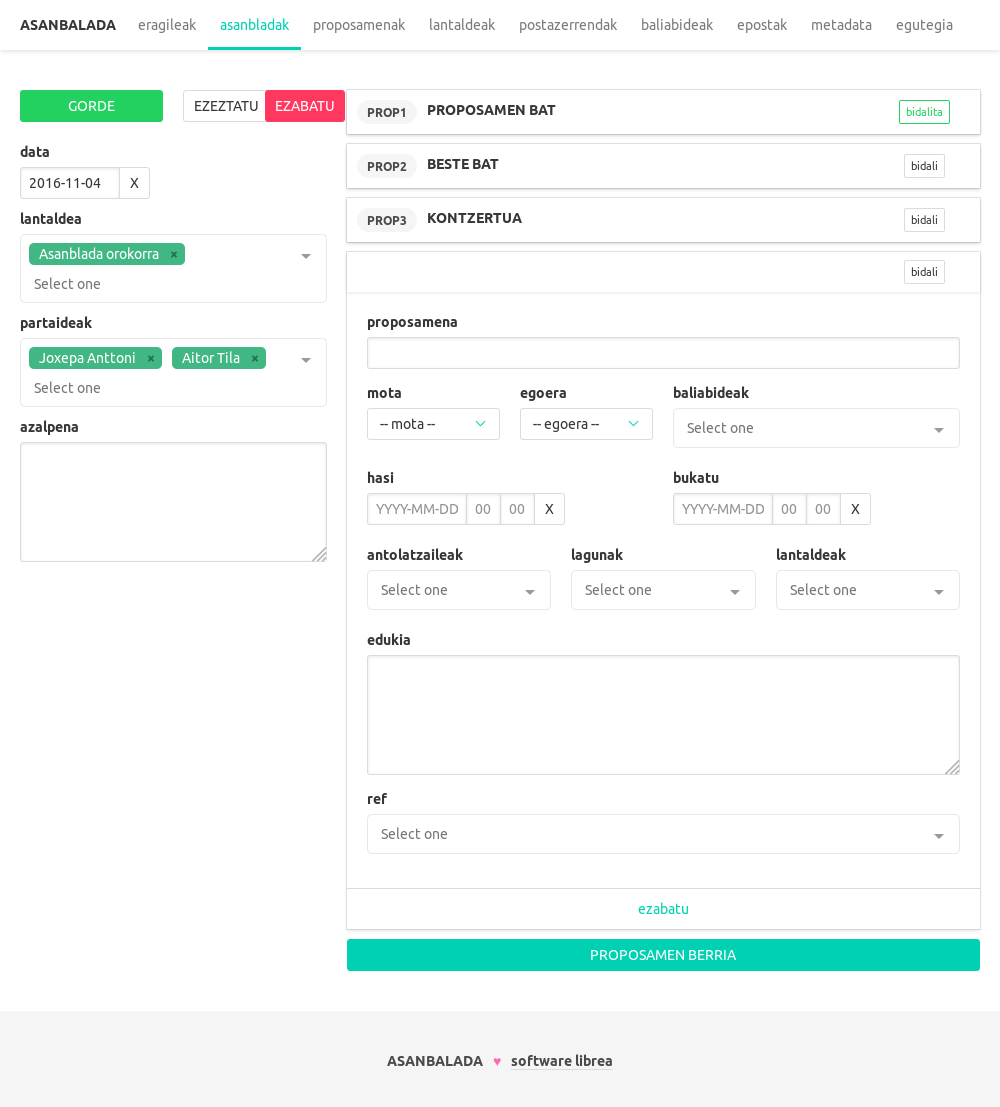 ASANBALADA eragileak asanbladak proposamenak lantaldeak postazerrendak baliabideak epostak metadata egutegia
GORDE EZEZTATU EZABATU
data
2016-11-04 X
lantaldea
Asanblada orokorra ×
Select one
partaideak
Joxepa Anttoni × Aitor Tila ×
Select one
azalpena
PROP1 PROPOSAMEN BAT bidalita
PROP2 BESTE BAT bidali
PROP3 KONTZERTUA bidali
bidali
proposamena
mota egoera baliabideak
-- mota -- -- egoera -- Select one
hasi bukatu
YYYY-MM-DD 00 00 X YYYY-MM-DD 00 00 X
antolatzaileak lagunak lantaldeak
Select one Select one Select one
edukia
ref
Select one
ezabatu
PROPOSAMEN BERRIA
ASANBALADA ♥ software librea